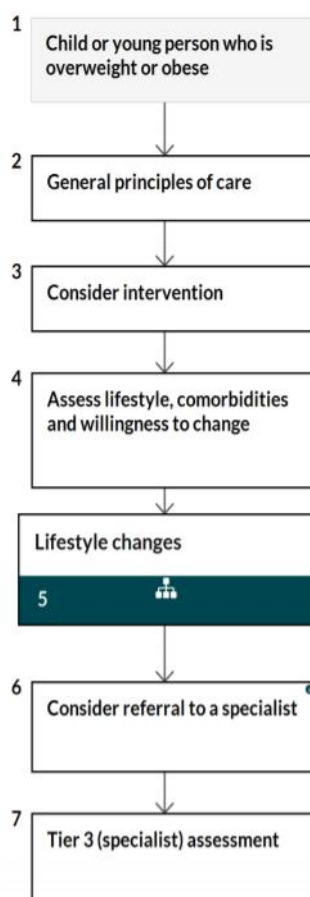 1
Child or young person who is
overweight or obese
2
General principles of care
3
Consider intervention
4
Assess lifestyle, comorbidities
and willingness to change
Lifestyle changes
5
6
Consider referral to a specialist
7
Tier 3 (specialist) assessment